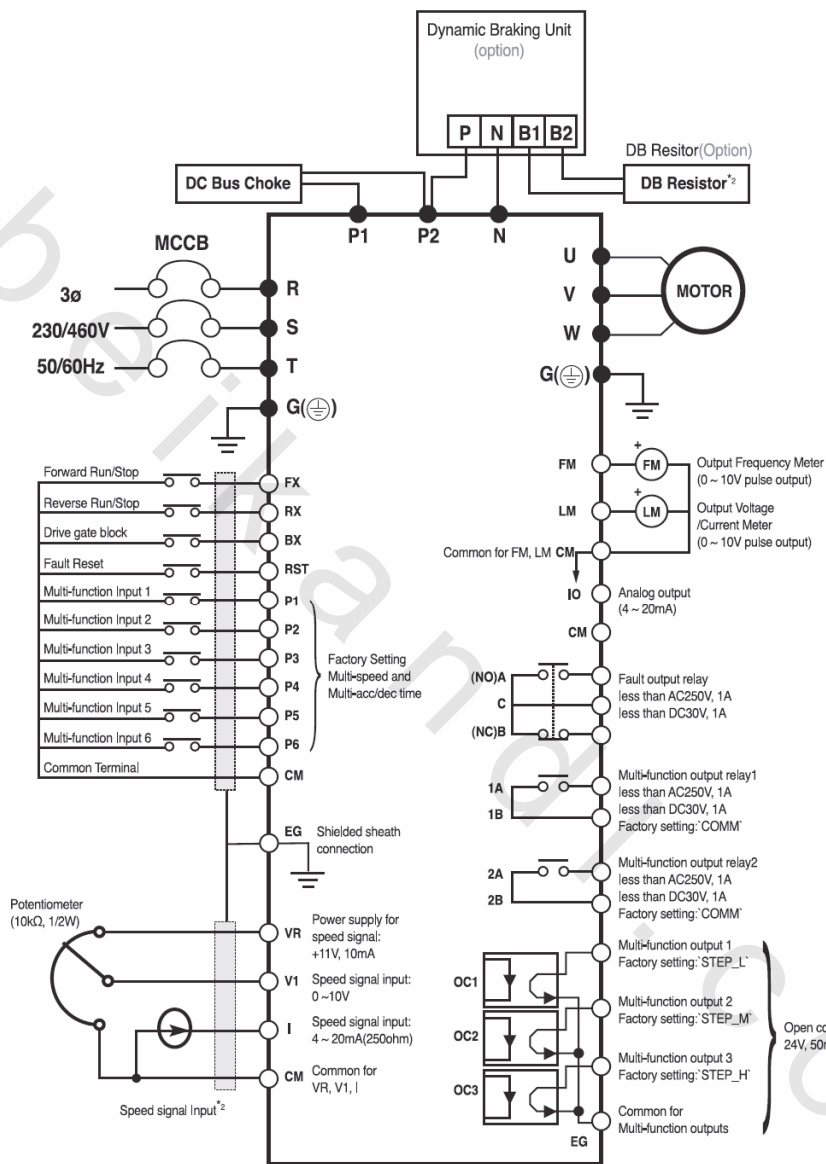 Dynamic Braking Unit
(option)
P N B1 B2
DB Resitor(Option)
DC Bus Choke
DB Resistor*2
P1 P2 N
MCCB
3ø
230/460V
50/60Hz
R
S
T
G( )
U
V
W
G( )
MOTOR
Forward Run/Stop
FX
Reverse Run/Stop
RX
Drive gate block
BX
Fault Reset
RST
Multi-function Input 1
P1
Multi-function Input 2
P2
Multi-function Input 3
P3
Multi-function Input 4
P4
Multi-function Input 5
P5
Multi-function Input 6
P6
Common Terminal
CM
Factory Setting
Multi-speed and
Multi-acc/dec time
EG
Shielded sheath
connection
Potentiometer
(10kΩ, 1/2W)
VR
Power supply for
speed signal:
+11V, 10mA
V1
Speed signal input:
0 ~10V
I
Speed signal input:
4 ~ 20mA(250ohm)
CM
Common for
VR, V1, I
Speed signal Input*2
FM
+
FM
Output Frequency Meter
(0 ~ 10V pulse output)
LM
+
LM
Output Voltage
/Current Meter
(0 ~ 10V pulse output)
Common for FM, LM CM
IO
Analog output
(4 ~ 20mA)
CM
(NO)A
C
(NC)B
Fault output relay
less than AC250V, 1A
less than DC30V, 1A
1A
1B
Multi-function output relay1
less than AC250V, 1A
less than DC30V, 1A
Factory setting:`COMM`
2A
2B
Multi-function output relay2
less than AC250V, 1A
less than DC30V, 1A
Factory setting:`COMM`
OC1
Multi-function output 1
Factory setting:`STEP_L`
OC2
Multi-function output 2
Factory setting:`STEP_M`
OC3
Multi-function output 3
Factory setting:`STEP_H`
EG
Common for
Multi-function outputs
Open co
24V, 50m
beikandl.co